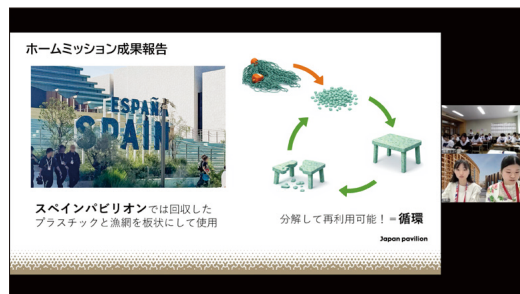 ホームミッション成果報告
ESPAÑA
SPAIN
スペインパビリオンでは回収した
プラスチックと漁網を板状にして使用
分解して再利用可能!＝循環
Japan pavilion